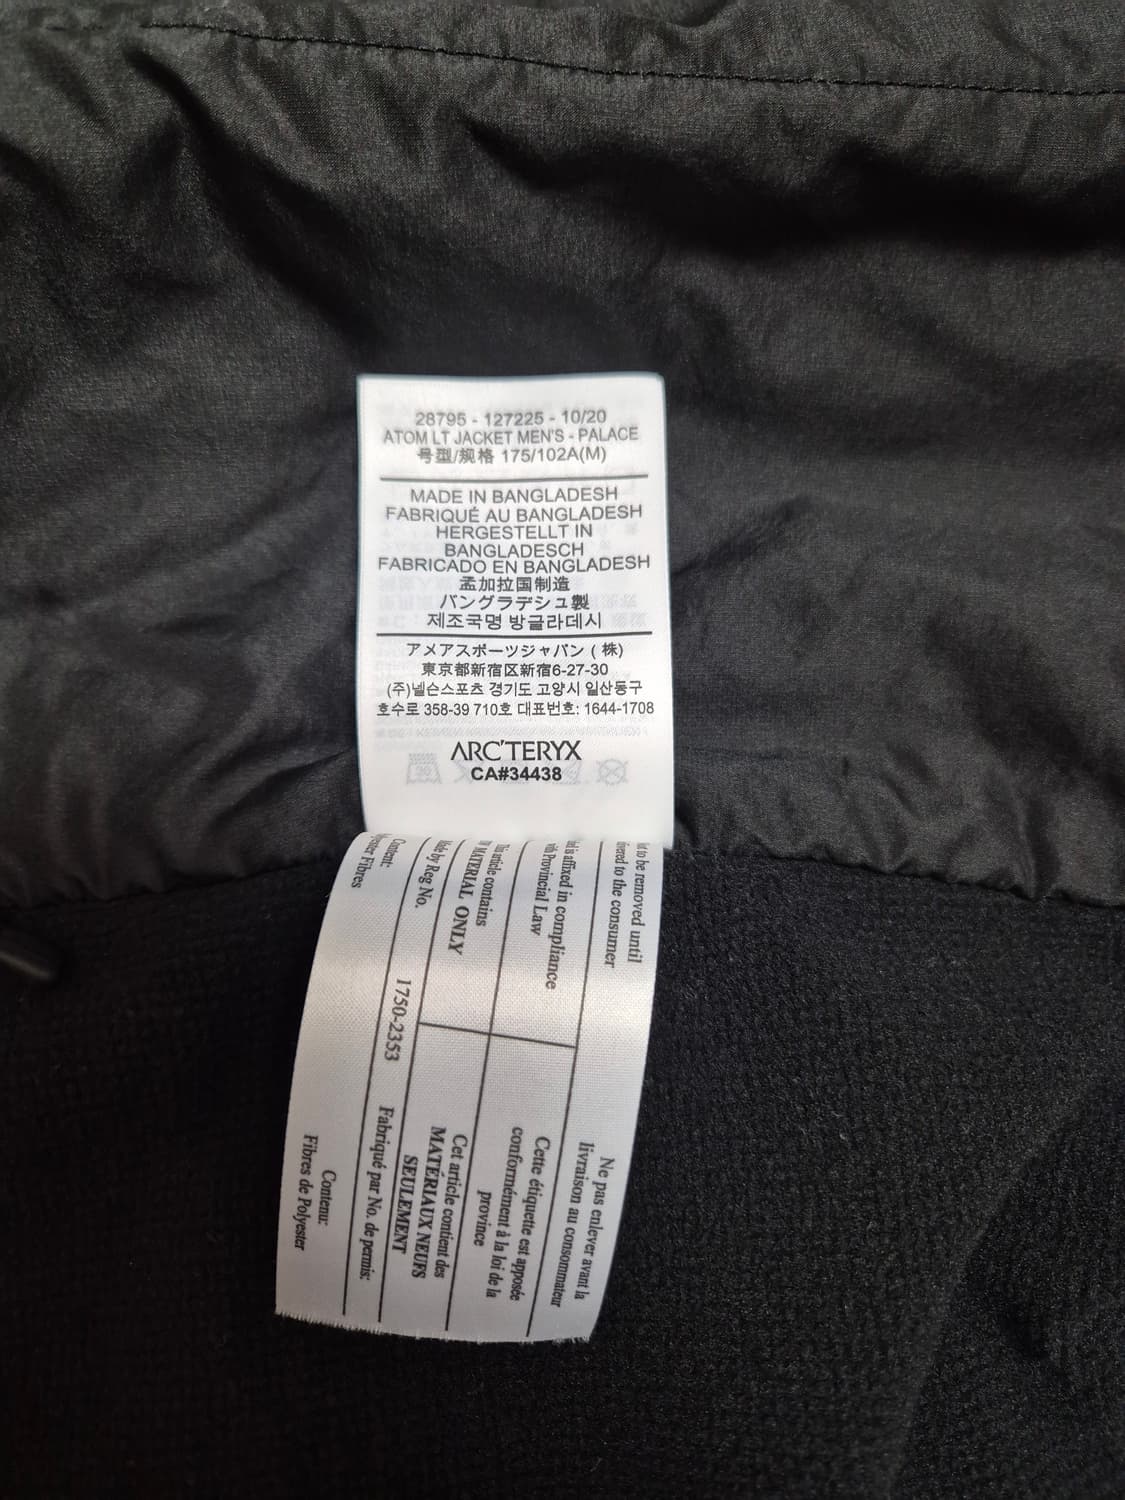 28795 - 127225 - 10/20
ATOM LT JACKET MEN'S - PALACE
号型/规格 175/102A(M)
MADE IN BANGLADESH
FABRIQUÉ AU BANGLADESH
HERGESTELLT IN
BANGLADESCH
FABRICADO EN BANGLADESH
孟加拉国制造
バングラデシュ製
제조국명 방글라데시
アメアスポーツジャパン (株)
東京都新宿区新宿6-27-30
(주)넬슨스포츠 경기도 고양시 일산동구
호수로 358-39 710호 대표번호: 1644-1708
ARC'TERYX
CA#34438
to be removed until
to the consumer
Ne pas enlever avant la
livraison au consommateur
is affixed in compliance
Provincial Law
Cette étiquette est apposée
conformément à la loi de la
province
article contains
MATERIAL ONLY
Cet article contient des
MATÉRIAUX NEUFS
SEULEMENT
by Reg No.
1750-2353
Fabriqué par No. de permis:
Content:
Fibres
Contenu:
Fibres de Polyester